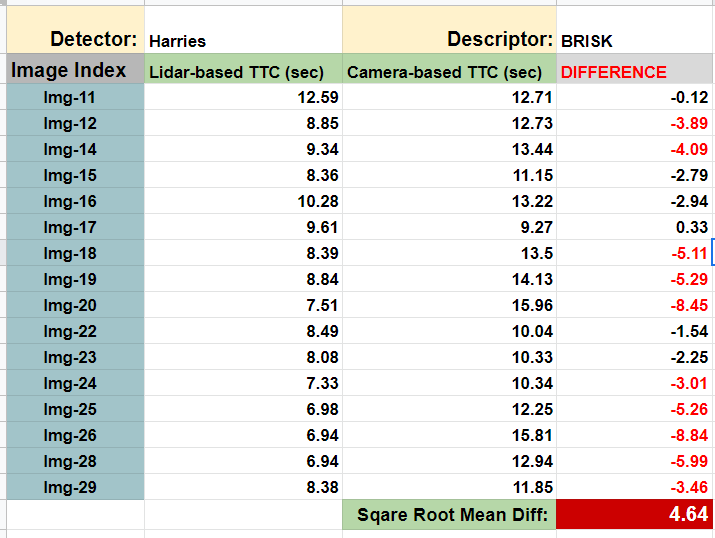 Detector: Harries Descriptor: BRISK
Image Index Lidar-based TTC (sec) Camera-based TTC (sec) DIFFERENCE
Img-11 12.59 12.71 -0.12
Img-12 8.85 12.73 -3.89
Img-14 9.34 13.44 -4.09
Img-15 8.36 11.15 -2.79
Img-16 10.28 13.22 -2.94
Img-17 9.61 9.27 0.33
Img-18 8.39 13.5 -5.11
Img-19 8.84 14.13 -5.29
Img-20 7.51 15.96 -8.45
Img-22 8.49 10.04 -1.54
Img-23 8.08 10.33 -2.25
Img-24 7.33 10.34 -3.01
Img-25 6.98 12.25 -5.26
Img-26 6.94 15.81 -8.84
Img-28 6.94 12.94 -5.99
Img-29 8.38 11.85 -3.46
Sqare Root Mean Diff: 4.64